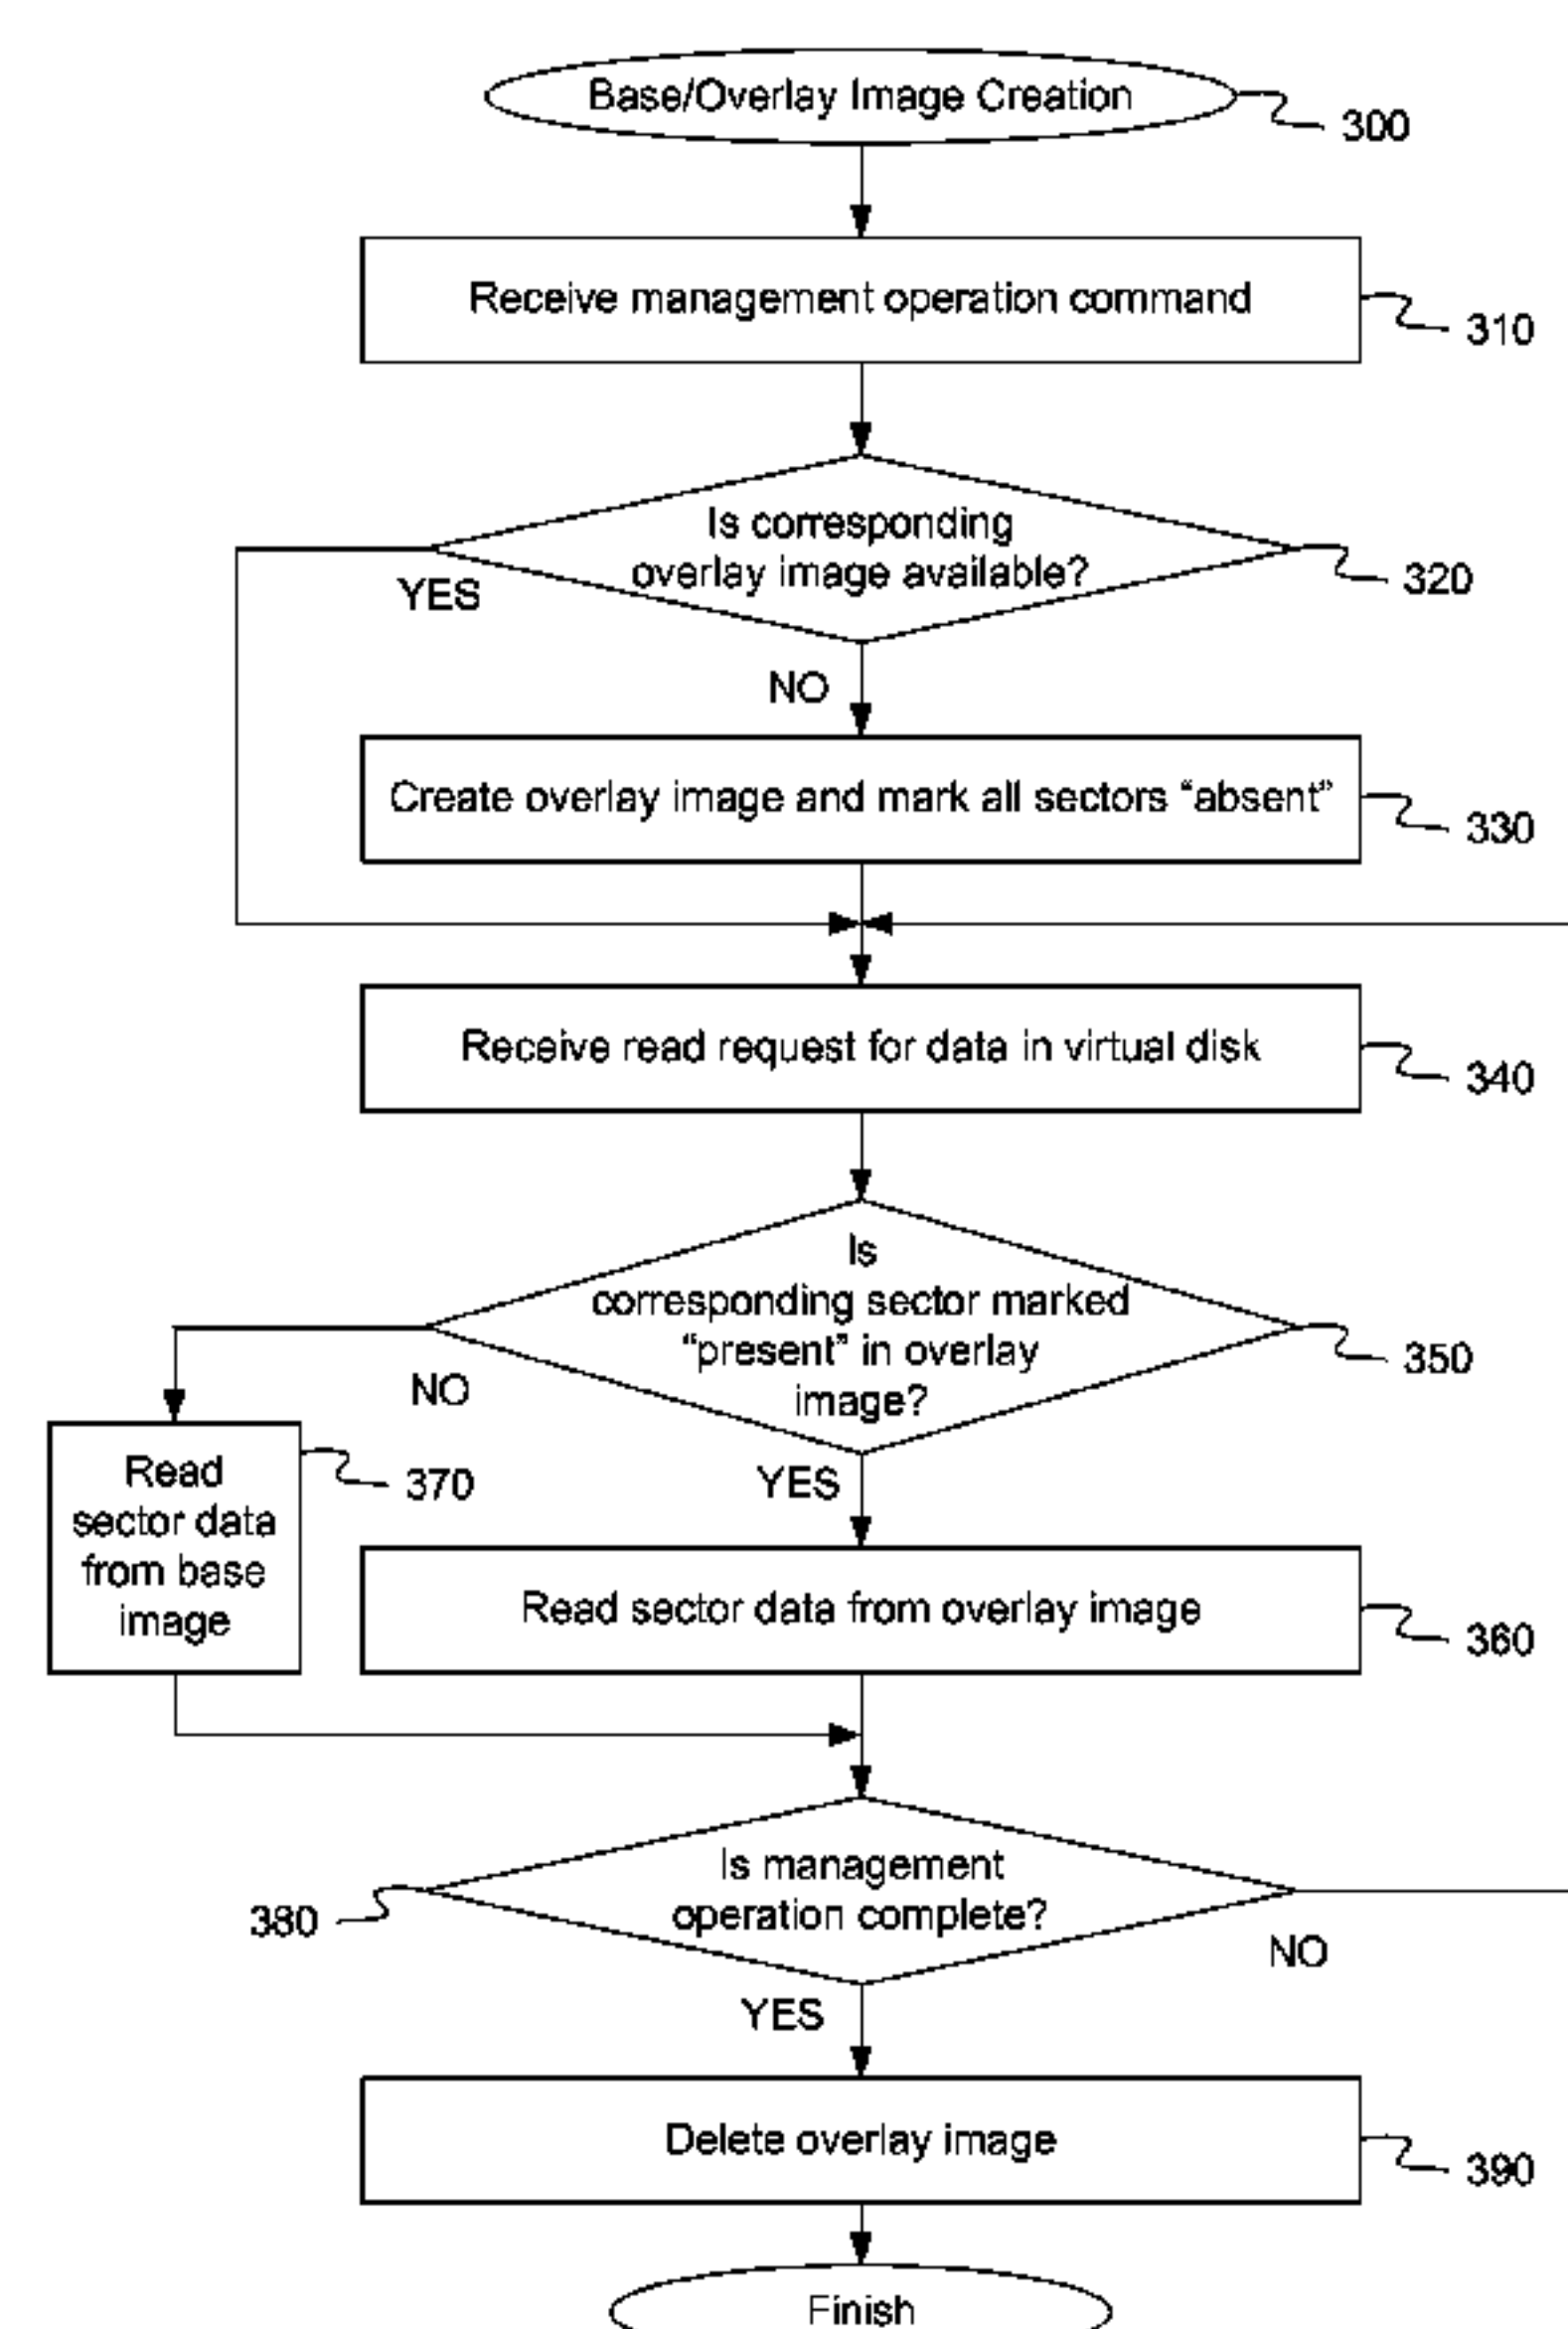 Base/Overlay Image Creation
300
Receive management operation command
310
Is corresponding
overlay image available?
320
YES
NO
Create overlay image and mark all sectors “absent”
330
Receive read request for data in virtual disk
340
Is
corresponding sector marked
“present” in overlay
image?
350
NO
YES
Read
sector data
from base
image
370
Read sector data from overlay image
360
Is management
operation complete?
380
NO
YES
Delete overlay image
390
Finish